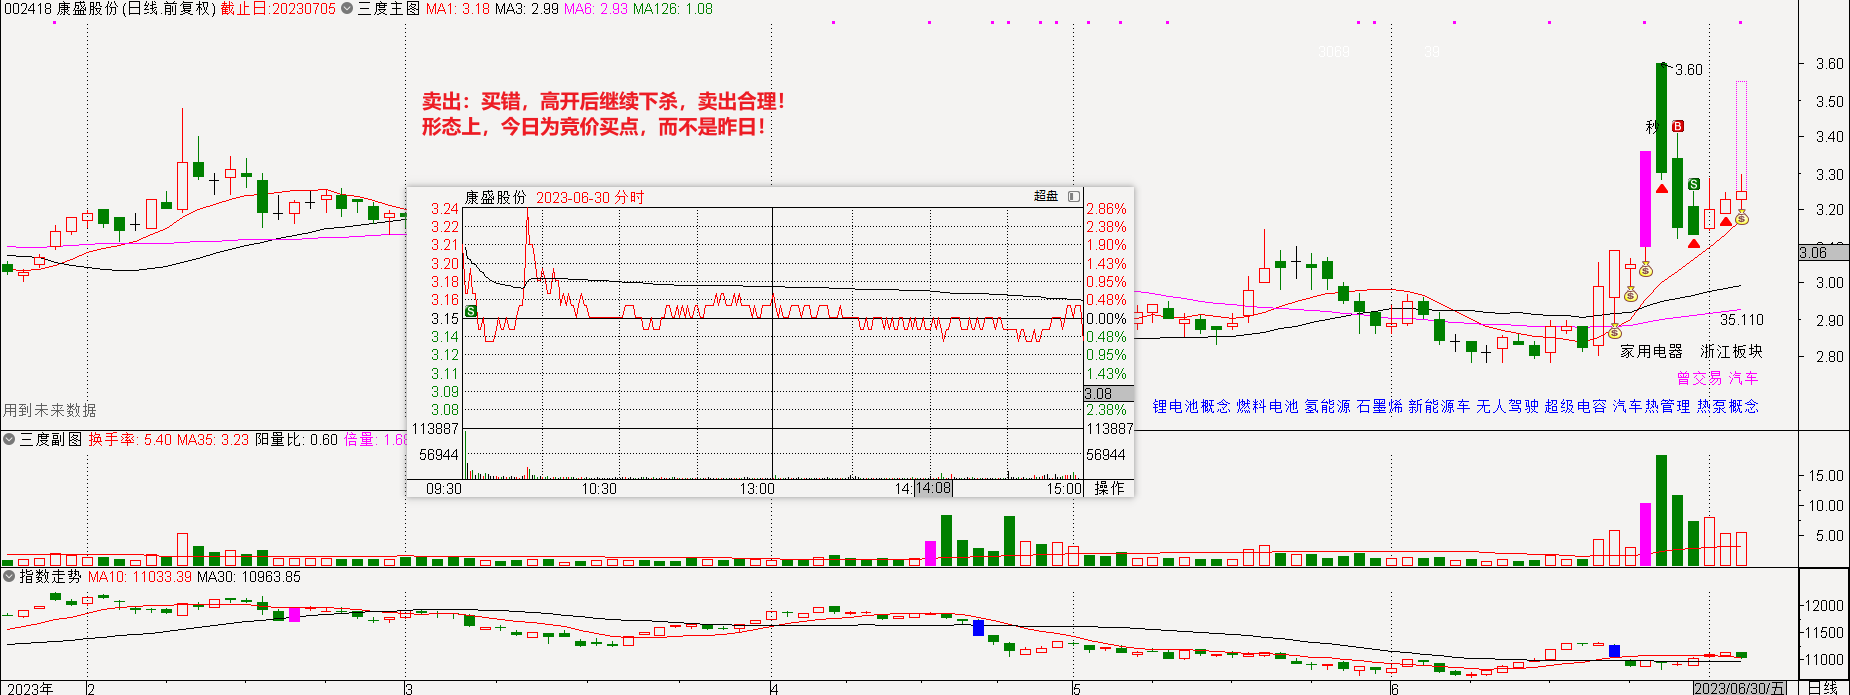 002418 康盛股份(日线.前复权) 截止日:20230705 三度主图 MA1: 3.18 MA3: 2.99 MA6: 2.93 MA126: 1.08
3069 39
3.60
3.60
3.50
3.40
3.30
3.20
3.06
3.00
2.90
2.80
秒 B
S
卖出：买错，高开后继续下杀，卖出合理！
形态上，今日为竞价买点，而不是昨日！
康盛股份 2023-06-30 分时 超盘
3.24 2.86%
3.22 2.38%
3.21 1.90%
3.20 1.43%
3.18 0.95%
3.16 0.48%
3.15 0.00%
3.14 0.48%
3.12 0.95%
3.11 1.43%
3.09 3.08
3.08 2.38%
113887 113887
56944 56944
09:30 10:30 13:00 14: 14:08 15:00 操作
S
35.110
家用电器 浙江板块
曾交易 汽车
锂电池概念 燃料电池 氢能源 石墨烯 新能源车 无人驾驶 超级电容 汽车热管理 热泵概念
用到未来数据
三度副图 换手率: 5.40 MA35: 3.23 阳量比: 0.60 倍量: 1.66
15.00
10.00
5.00
指数走势 MA10: 11033.39 MA30: 10963.85
12000
11500
11000
2023年 2 3 4 5 6 2023/06/30/五 日线